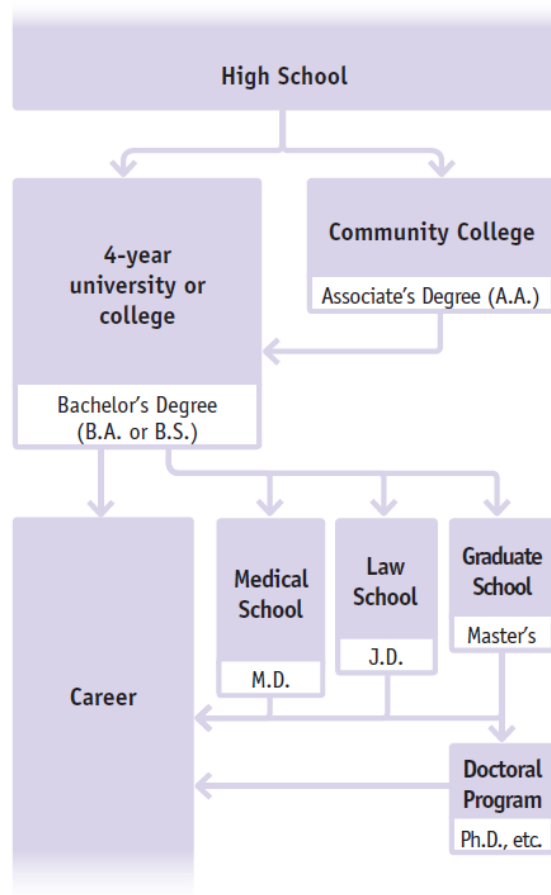 High School
4-year
university or
college
Bachelor's Degree
(B.A. or B.S.)
Community College
Associate's Degree (A.A.)
Career
Medical
School
M.D.
Law
School
J.D.
Graduate
School
Master's
Doctoral
Program
Ph.D., etc.